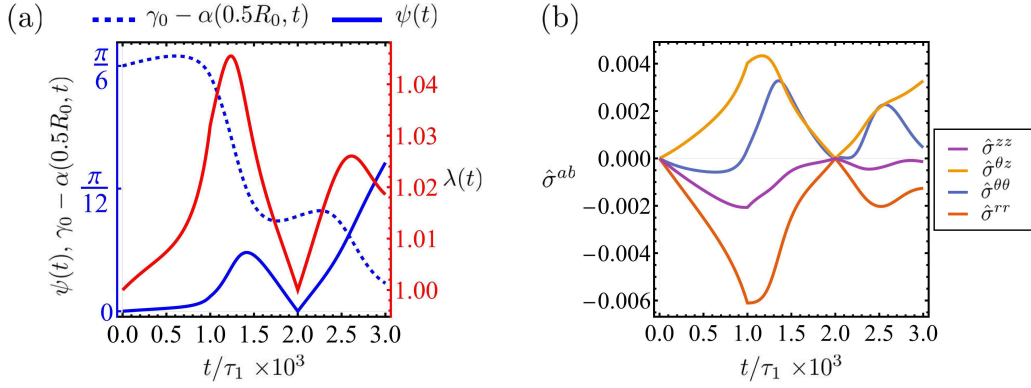 (a)
γ₀ − α(0.5R₀, t) ψ(t)
ψ(t), γ₀ − α(0.5R₀, t)
π/6
π/12
0
1.04
1.03
1.02
1.01
1.00
λ(t)
0.0 0.5 1.0 1.5 2.0 2.5 3.0
t/τ₁ ×10³
(b)
σ̂ᵃᵇ
0.004
0.002
0.000
−0.002
−0.004
−0.006
0.0 0.5 1.0 1.5 2.0 2.5 3.0
t/τ₁ ×10³
σ̂ᶻᶻ
σ̂ᶿᶻ
σ̂ᶿᶿ
σ̂ʳʳ